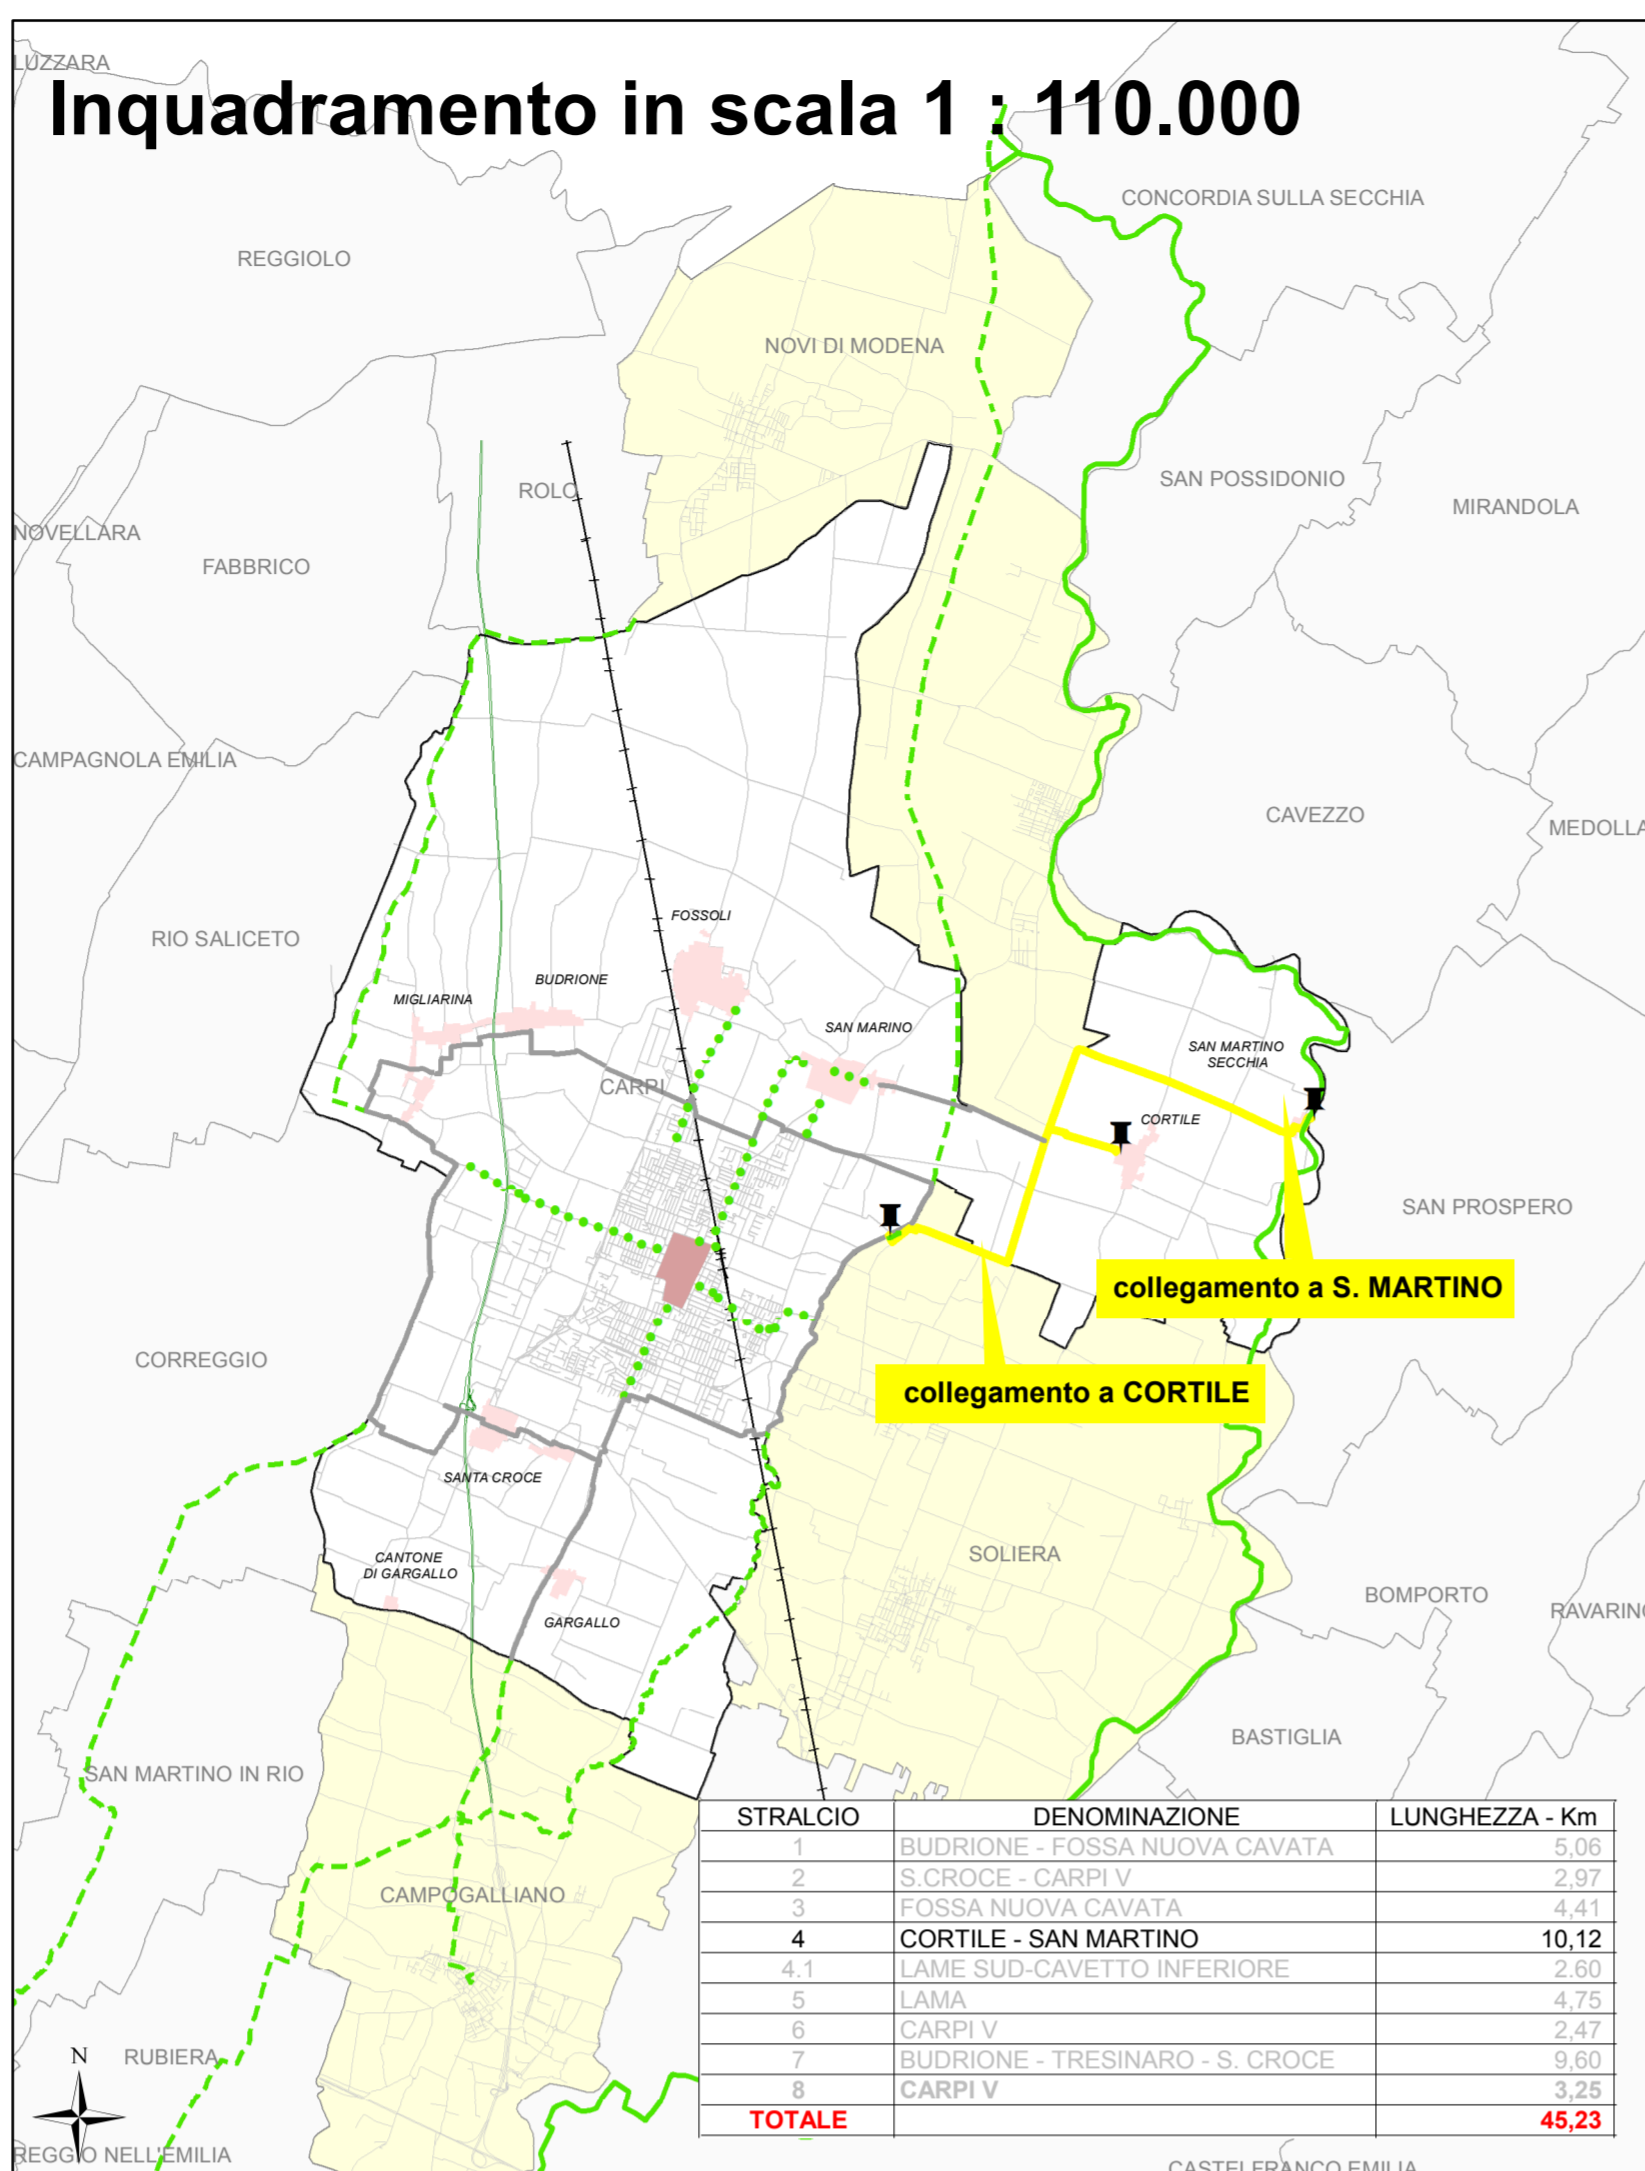 LUZZARA
Inquadramento in scala 1 : 110.000
CONCORDIA SULLA SECCHIA
REGGIOLO
NOVI DI MODENA
SAN POSSIDONIO
ROLO
MIRANDOLA
NOVELLARA
FABBRICO
CAMPAGNOLA EMILIA
CAVEZZO
MEDOLLA
FOSSOLI
RIO SALICETO
BUDRIONE
MIGLIARINA
SAN MARINO
SAN MARTINO
SECCHIA
CARPI
CORTILE
SAN PROSPERO
collegamento a S. MARTINO
CORREGGIO
collegamento a CORTILE
SANTA CROCE
SOLIERA
CANTONE
DI GARGALLO
BOMPORTO
RAVARINO
GARGALLO
BASTIGLIA
SAN MARTINO IN RIO
STRALCIO DENOMINAZIONE LUNGHEZZA - Km
1 BUDRIONE - FOSSA NUOVA CAVATA 5,06
2 S.CROCE - CARPI V 2,97
3 FOSSA NUOVA CAVATA 4,41
4 CORTILE - SAN MARTINO 10,12
4.1 LAME SUD-CAVETTO INFERIORE 2.60
5 LAMA 4,75
6 CARPI V 2,47
7 BUDRIONE - TRESINARO - S. CROCE 9,60
8 CARPI V 3,25
TOTALE 45,23
CAMPOGALLIANO
N
RUBIERA
REGGIO NELL'EMILIA
CASTELFRANCO EMILIA